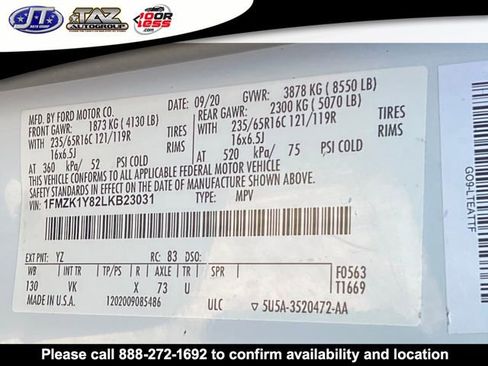 JT'S
TAZ
AUTOGROUP
40 OR LESS.com
MFD. BY FORD MOTOR CO.
DATE: 09/20 GVWR: 3878 KG ( 8550 LB)
FRONT GAWR: 1873 KG ( 4130 LB) REAR GAWR: 2300 KG ( 5070 LB)
WITH 235/65R16C 121/119R TIRES WITH 235/65R16C 121/119R TIRES
16x6.5J RIMS 16x6.5J RIMS
AT 360 kPa/ 52 PSI COLD AT 520 kPa/ 75 PSI COLD
THIS VEHICLE CONFORMS TO ALL APPLICABLE FEDERAL MOTOR VEHICLE
SAFETY STANDARDS IN EFFECT ON THE DATE OF MANUFACTURE SHOWN ABOVE.
VIN: 1FMZK1Y82LKB23031 TYPE: MPV
EXT PNT: YZ RC: 83 DSO:
WB INT TR TP/PS R AXLE TR SPR F0563
130 VK X 73 U T1669
MADE IN U.S.A. 1202009085486 ULC 5U5A-3520472-AA
GO9-LTEATTF
Please call 888-272-1692 to confirm availability and location